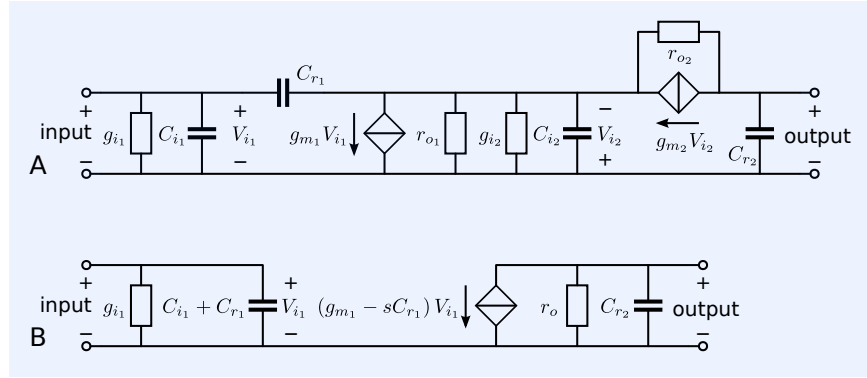 C_{r_1}
r_{o_2}
+ + − +
input g_{i_1} C_{i_1} V_{i_1} g_{m_1}V_{i_1} r_{o_1} g_{i_2} C_{i_2} V_{i_2} g_{m_2}V_{i_2} C_{r_2} output
− − + −
A
+ + +
input g_{i_1} C_{i_1} + C_{r_1} V_{i_1} (g_{m_1} − sC_{r_1}) V_{i_1} r_o C_{r_2} output
− − −
B